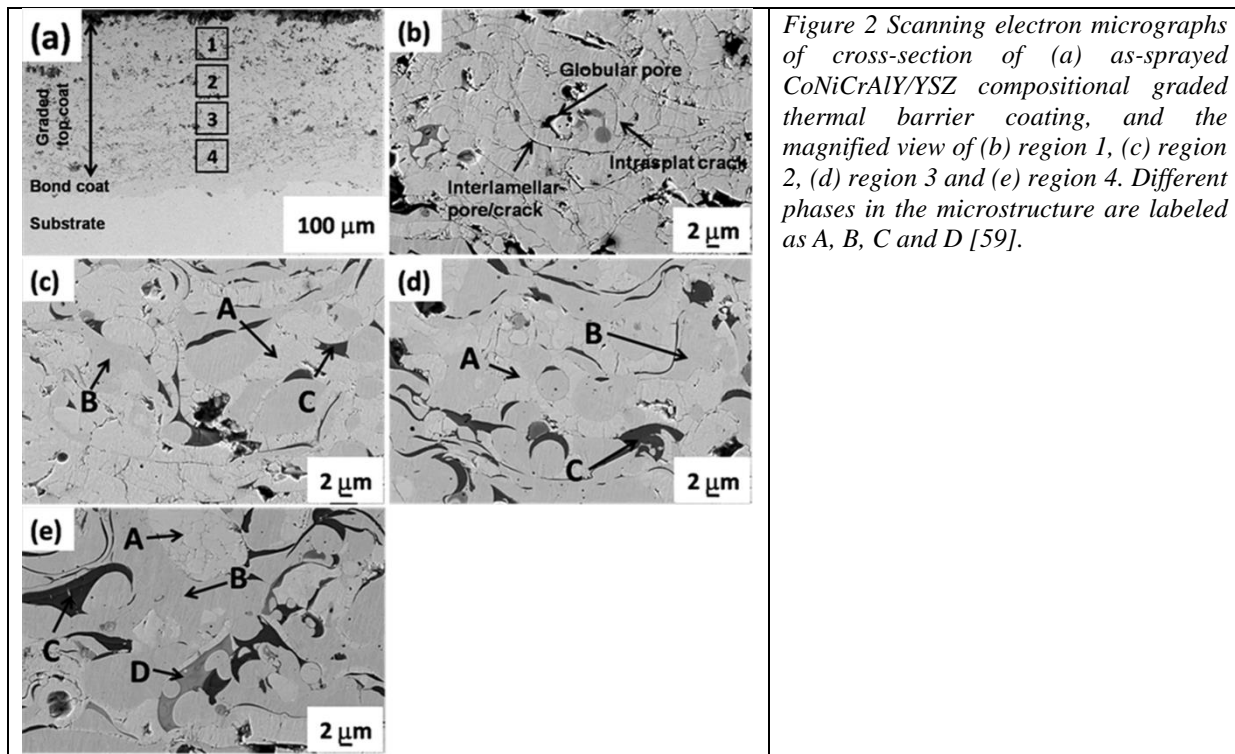 (a)
1
2
3
4
Graded
top coat
Bond coat
Substrate
100 μm
(b)
Globular pore
Intrasplat crack
Interlamellar
pore/crack
2 μm
(c)
A
B
C
2 μm
(d)
A
B
C
2 μm
(e)
A
B
C
D
2 μm
Figure 2 Scanning electron micrographs
of cross-section of (a) as-sprayed
CoNiCrAlY/YSZ compositional graded
thermal barrier coating, and the
magnified view of (b) region 1, (c) region
2, (d) region 3 and (e) region 4. Different
phases in the microstructure are labeled
as A, B, C and D [59].